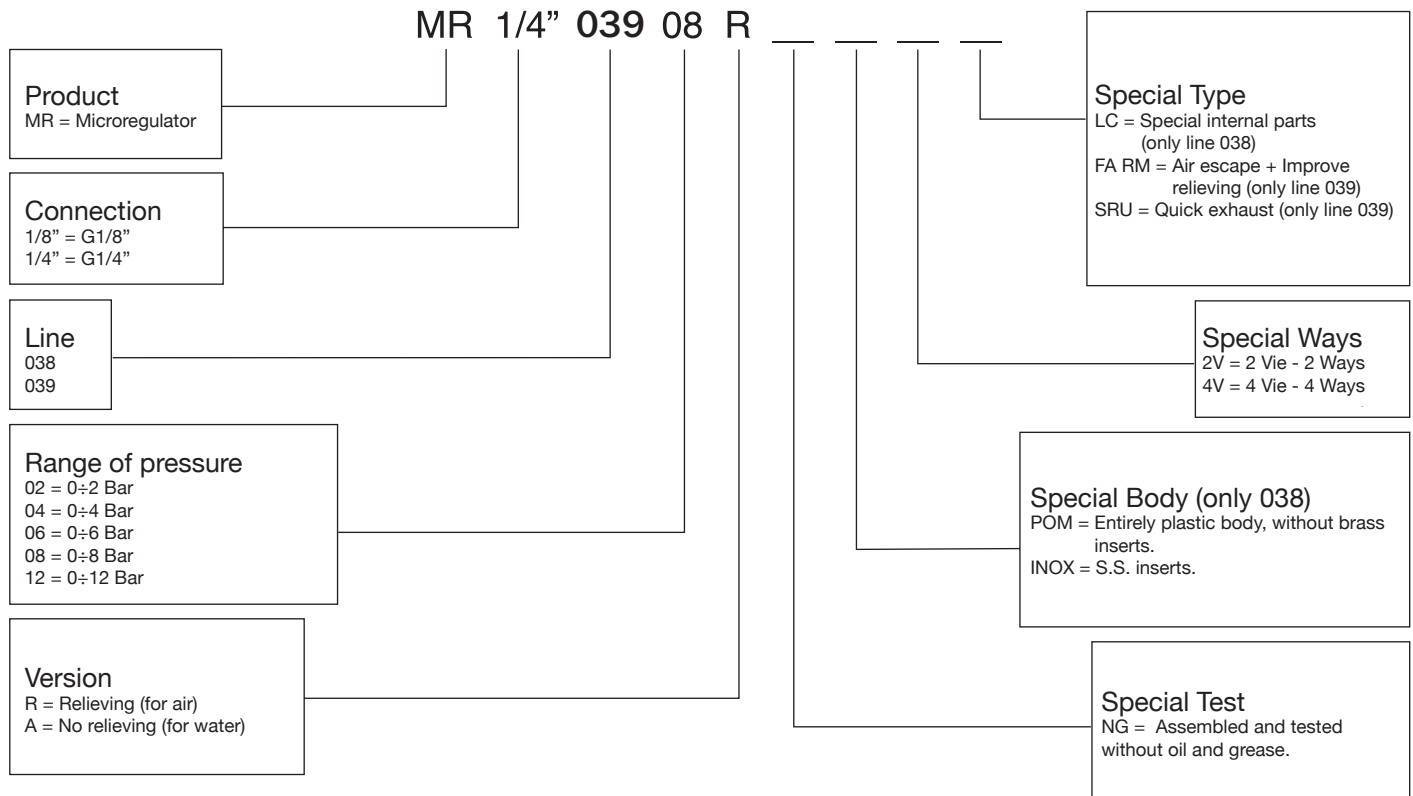 MR 1/4” 039 08 R
Product
MR = Microregulator
Connection
1/8” = G1/8”
1/4” = G1/4”
Line
038
039
Range of pressure
02 = 0÷2 Bar
04 = 0÷4 Bar
06 = 0÷6 Bar
08 = 0÷8 Bar
12 = 0÷12 Bar
Version
R = Relieving (for air)
A = No relieving (for water)
Special Type
LC = Special internal parts
(only line 038)
FA RM = Air escape + Improve
relieving (only line 039)
SRU = Quick exhaust (only line 039)
Special Ways
2V = 2 Vie - 2 Ways
4V = 4 Vie - 4 Ways
Special Body (only 038)
POM = Entirely plastic body, without brass
inserts.
INOX = S.S. inserts.
Special Test
NG = Assembled and tested
without oil and grease.